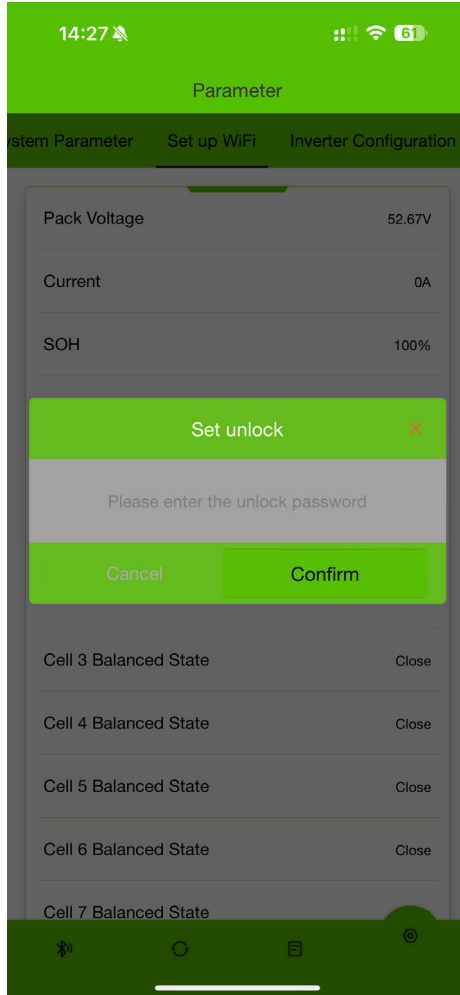 14:27
61
Parameter
ystem Parameter Set up WiFi Inverter Configuration
Pack Voltage 52.67V
Current 0A
SOH 100%
Set unlock
Please enter the unlock password
Cancel Confirm
Cell 3 Balanced State Close
Cell 4 Balanced State Close
Cell 5 Balanced State Close
Cell 6 Balanced State Close
Cell 7 Balanced State